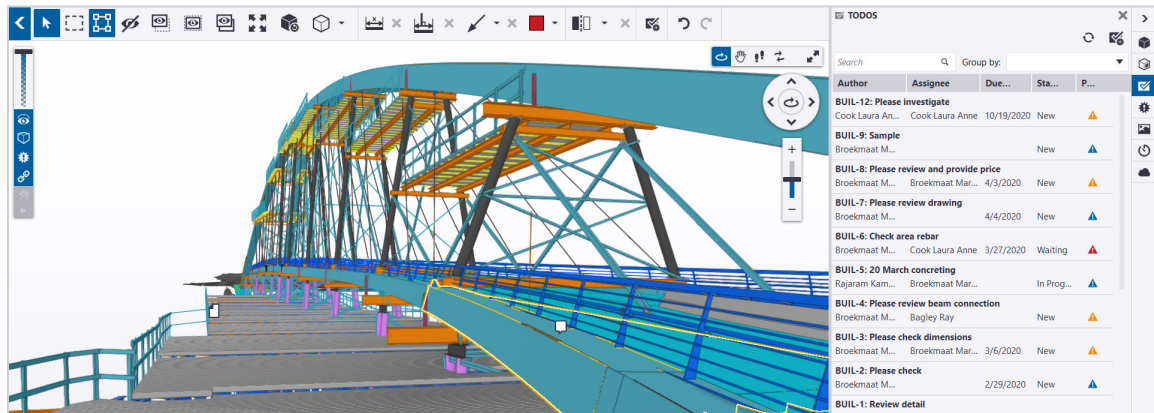 TODOS
Search
Group by:
Author Assignee Due... Sta... P...
BUIL-12: Please investigate
Cook Laura An... Cook Laura Anne 10/19/2020 New
BUIL-9: Sample
Broekmaat M... New
BUIL-8: Please review and provide price
Broekmaat M... Broekmaat Mar... 4/3/2020 New
BUIL-7: Please review drawing
Broekmaat M... 4/4/2020 New
BUIL-6: Check area rebar
Broekmaat M... Cook Laura Anne 3/27/2020 Waiting
BUIL-5: 20 March concreting
Rajaram Kam... Broekmaat Mar... In Prog...
BUIL-4: Please review beam connection
Broekmaat M... Bagley Ray New
BUIL-3: Please check dimensions
Broekmaat M... Broekmaat Mar... 3/6/2020 New
BUIL-2: Please check
Broekmaat M... 2/29/2020 New
BUIL-1: Review detail